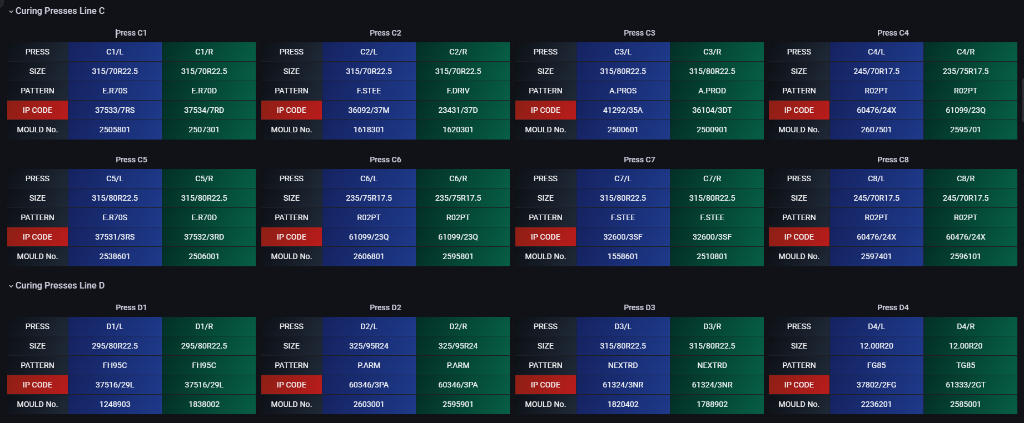 Curing Presses Line C
Press C1 Press C2 Press C3 Press C4
PRESS C1/L C1/R PRESS C2/L C2/R PRESS C3/L C3/R PRESS C4/L C4/R
SIZE 315/70R22.5 315/70R22.5 SIZE 315/70R22.5 315/70R22.5 SIZE 315/80R22.5 315/80R22.5 SIZE 245/70R17.5 235/75R17.5
PATTERN E.R70S E.R70D PATTERN F.STEE F.DRIV PATTERN A.PROS A.PROD PATTERN R02PT R02PT
IP CODE 37533/7RS 37534/7RD IP CODE 36092/37M 23431/37D IP CODE 41292/35A 36104/3DT IP CODE 60476/24X 61099/23Q
MOULD No. 2505801 2507301 MOULD No. 1618301 1620301 MOULD No. 2500601 2500901 MOULD No. 2607501 2595701
Press C5 Press C6 Press C7 Press C8
PRESS C5/L C5/R PRESS C6/L C6/R PRESS C7/L C7/R PRESS C8/L C8/R
SIZE 315/80R22.5 315/80R22.5 SIZE 235/75R17.5 235/75R17.5 SIZE 315/80R22.5 315/80R22.5 SIZE 245/70R17.5 245/70R17.5
PATTERN E.R70S E.R70D PATTERN R02PT R02PT PATTERN F.STEE F.STEE PATTERN R02PT R02PT
IP CODE 37531/3RS 37532/3RD IP CODE 61099/23Q 61099/23Q IP CODE 32600/3SF 32600/3SF IP CODE 60476/24X 60476/24X
MOULD No. 2538601 2506001 MOULD No. 2606801 2595801 MOULD No. 1558601 2510801 MOULD No. 2597401 2596101
Curing Presses Line D
Press D1 Press D2 Press D3 Press D4
PRESS D1/L D1/R PRESS D2/L D2/R PRESS D3/L D3/R PRESS D4/L D4/R
SIZE 295/80R22.5 295/80R22.5 SIZE 325/95R24 325/95R24 SIZE 315/80R22.5 315/80R22.5 SIZE 12.00R20 12.00R20
PATTERN FH95C FH95C PATTERN P.ARM P.ARM PATTERN NEXTRD NEXTRD PATTERN FG85 TG85
IP CODE 37516/29L 37516/29L IP CODE 60346/3PA 60346/3PA IP CODE 61324/3NR 61324/3NR IP CODE 37802/2FG 61333/2GT
MOULD No. 1248903 1838002 MOULD No. 2603001 2595901 MOULD No. 1820402 1788902 MOULD No. 2236201 2585001